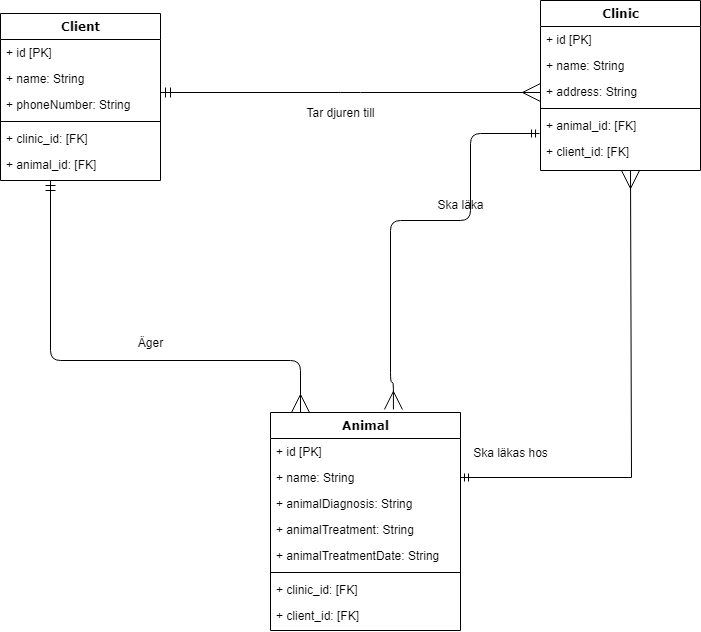 Client
+ id [PK]
+ name: String
+ phoneNumber: String
+ clinic_id: [FK]
+ animal_id: [FK]
Clinic
+ id [PK]
+ name: String
+ address: String
+ animal_id: [FK]
+ client_id: [FK]
Tar djuren till
Ska läka
Äger
Ska läkas hos
Animal
+ id [PK]
+ name: String
+ animalDiagnosis: String
+ animalTreatment: String
+ animalTreatmentDate: String
+ clinic_id: [FK]
+ client_id: [FK]